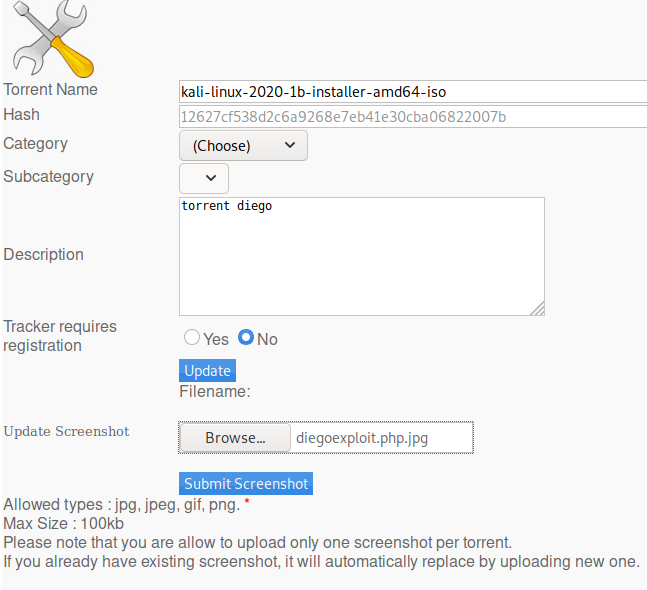 Torrent Name kali-linux-2020-1b-installer-amd64-iso
Hash 12627cf538d2c6a9268e7eb41e30cba06822007b
Category (Choose)
Subcategory
torrent diego
Description
Tracker requires
registration
Yes No
Update
Filename:
Update Screenshot Browse... diegoexploit.php.jpg
Submit Screenshot
Allowed types : jpg, jpeg, gif, png. *
Max Size : 100kb
Please note that you are allow to upload only one screenshot per torrent.
If you already have existing screenshot, it will automatically replace by uploading new one.